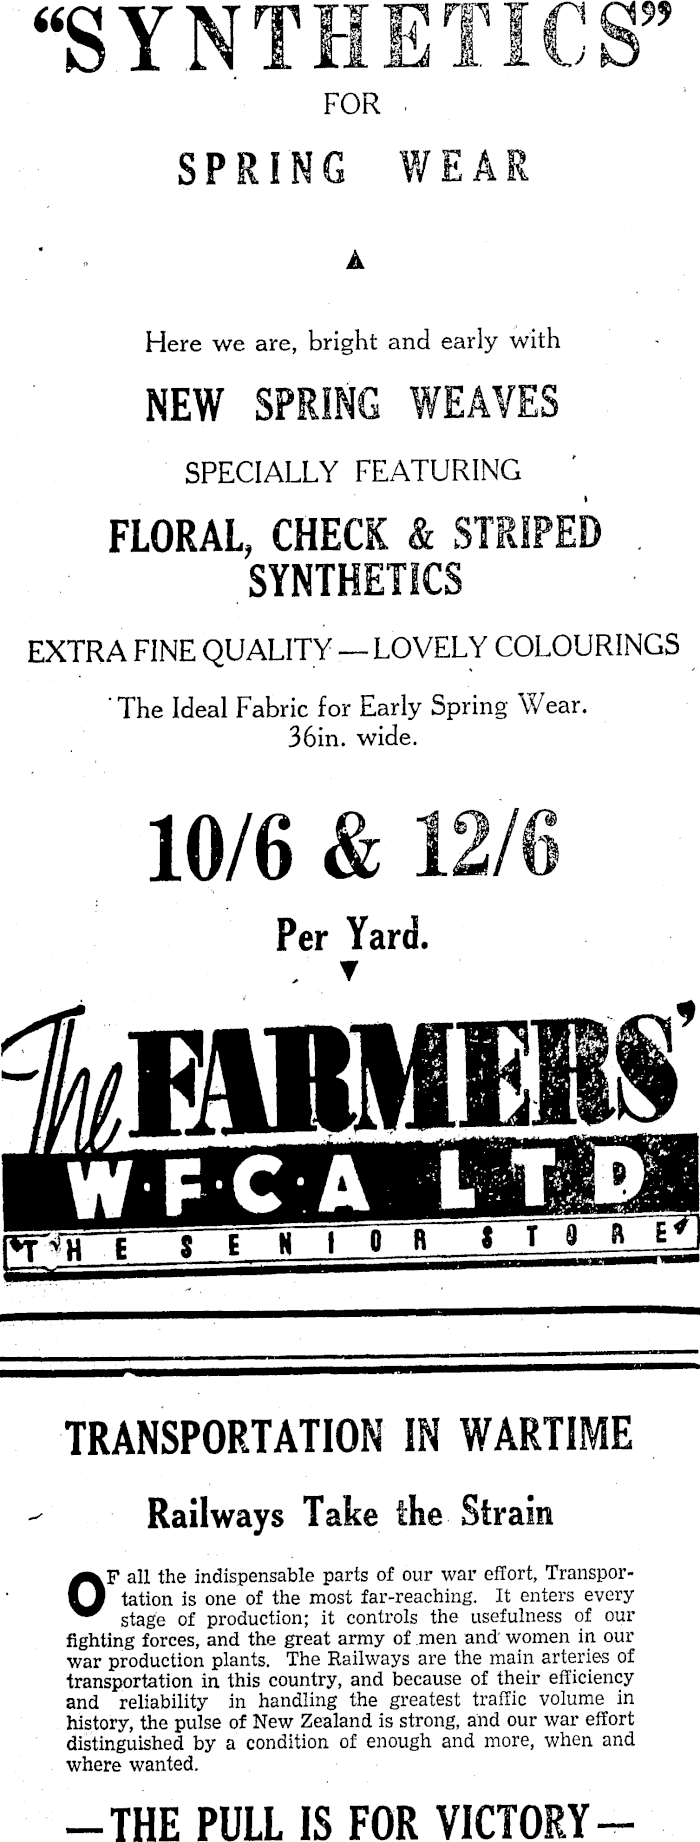 “SYNTHETICS”
FOR
SPRING WEAR
Here we are, bright and early with
NEW SPRING WEAVES
SPECIALLY FEATURING
FLORAL, CHECK & STRIPED
SYNTHETICS
EXTRA FINE QUALITY — LOVELY COLOURINGS
The Ideal Fabric for Early Spring Wear.
36in. wide.
10/6 & 12/6
Per Yard.
The FARMERS’
W·F·C·A LTD
“THE SENIOR STORE”
TRANSPORTATION IN WARTIME
Railways Take the Strain
OF all the indispensable parts of our war effort, Transpor-
tation is one of the most far-reaching. It enters every
stage of production; it controls the usefulness of our
fighting forces, and the great army of men and women in our
war production plants. The Railways are the main arteries of
transportation in this country, and because of their efficiency
and reliability in handling the greatest traffic volume in
history, the pulse of New Zealand is strong, and our war effort
distinguished by a condition of enough and more, when and
where wanted.
—THE PULL IS FOR VICTORY—